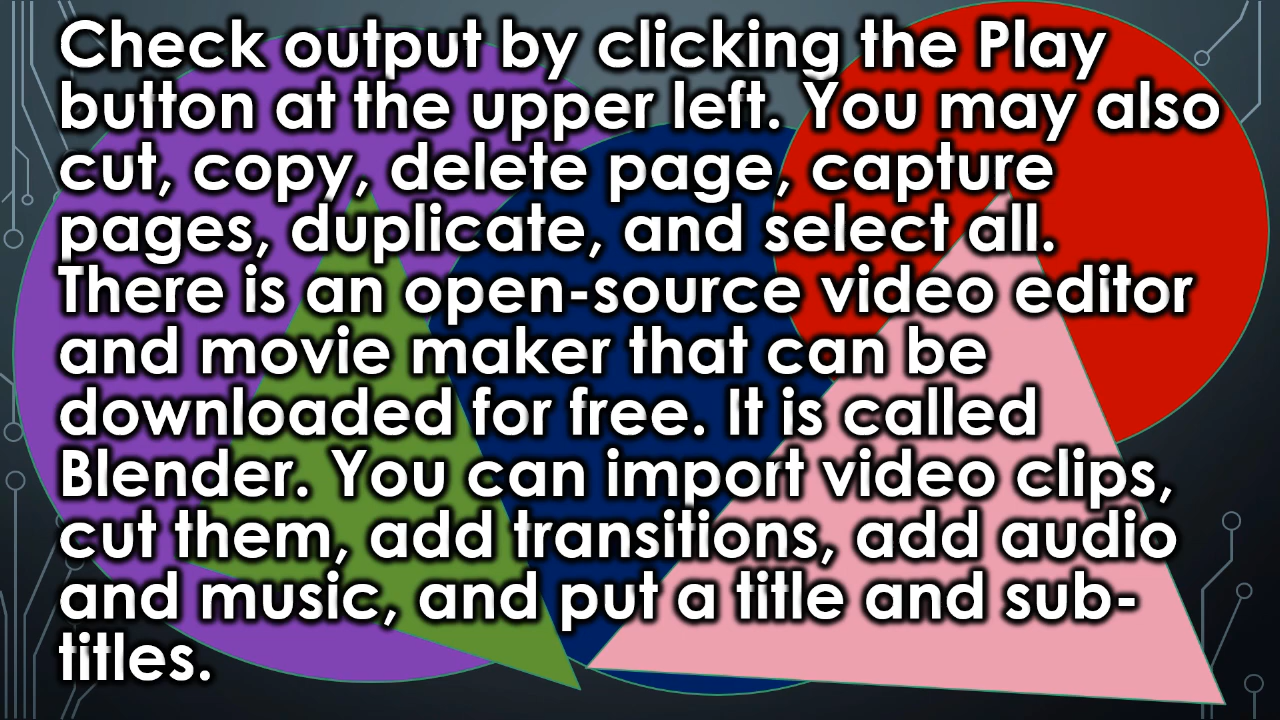 Check output by clicking the Play
button at the upper left. You may also
cut, copy, delete page, capture
pages, duplicate, and select all.
There is an open-source video editor
and movie maker that can be
downloaded for free. It is called
Blender. You can import video clips,
cut them, add transitions, add audio
and music, and put a title and sub-
titles.